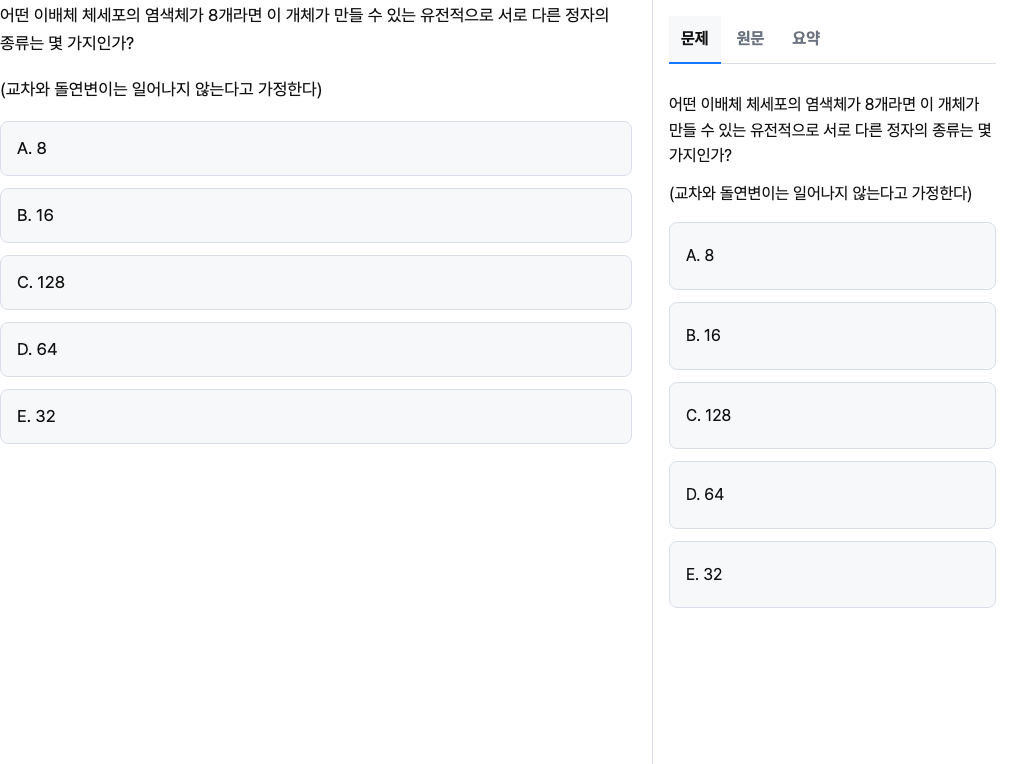 어떤 이배체 체세포의 염색체가 8개라면 이 개체가 만들 수 있는 유전적으로 서로 다른 정자의
종류는 몇 가지인가?
(교차와 돌연변이는 일어나지 않는다고 가정한다)
A. 8
B. 16
C. 128
D. 64
E. 32
문제 원문 요약
어떤 이배체 체세포의 염색체가 8개라면 이 개체가
만들 수 있는 유전적으로 서로 다른 정자의 종류는 몇
가지인가?
(교차와 돌연변이는 일어나지 않는다고 가정한다)
A. 8
B. 16
C. 128
D. 64
E. 32